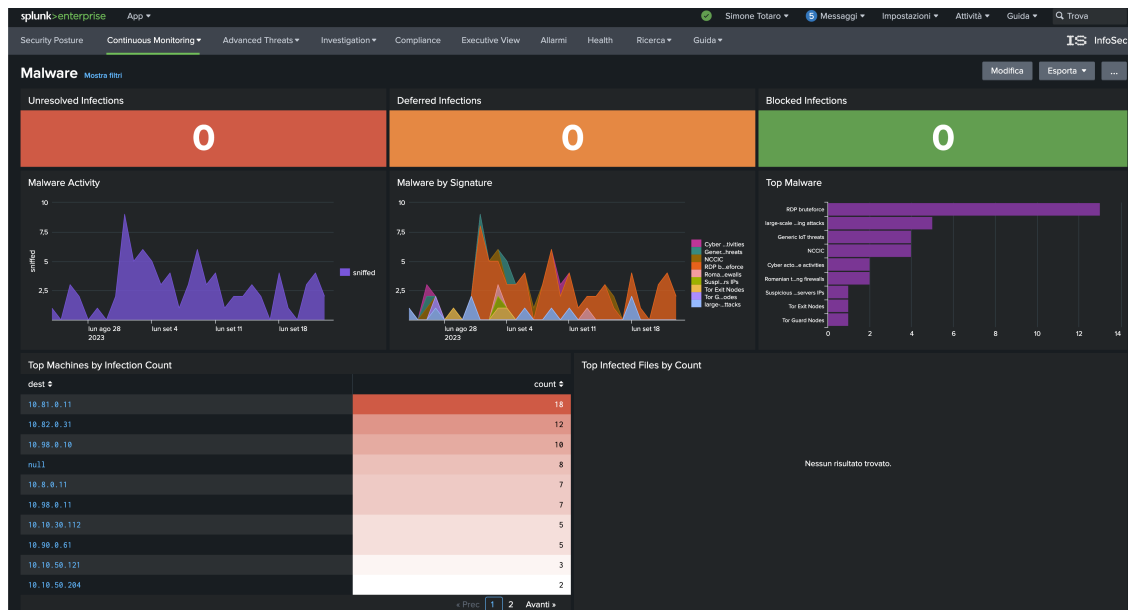 splunk>enterprise App Simone Totaro 5 Messaggi Impostazioni Attività Guida Trova
Security Posture Continuous Monitoring Advanced Threats Investigation Compliance Executive View Allarmi Health Ricerca Guida IS InfoSec
Malware Mostra filtri Modifica Esporta ...
Unresolved Infections Deferred Infections Blocked Infections
0 0 0
Malware Activity Malware by Signature Top Malware
10
7,5
5
2,5
sniffed
lun ago 28
2023
lun set 4
lun set 11
lun set 18
sniffed
10
7,5
5
2,5
lun ago 28
2023
lun set 4
lun set 11
lun set 18
Cyber ...tivities
Gener...hreats
NCCIC
RDP b...eforce
Roma...ewalls
Suspi...rs IPs
Tor Exit Nodes
Tor G...odes
large-...ttacks
RDP bruteforce
large-scale ...ing attacks
Generic IoT threats
NCCIC
Cyber acto...e activities
Romanian t...ng firewalls
Suspicious ...servers IPs
Tor Exit Nodes
Tor Guard Nodes
0 2 4 6 8 10 12 14
Top Machines by Infection Count Top Infected Files by Count
dest count
10.81.0.11 18
10.82.0.31 12
10.98.0.10 10
null 8
10.8.0.11 7
10.98.0.11 7
10.10.30.112 5
10.90.0.61 5
10.10.50.121 3
10.10.50.204 2
Nessun risultato trovato.
« Prec 1 2 Avanti »